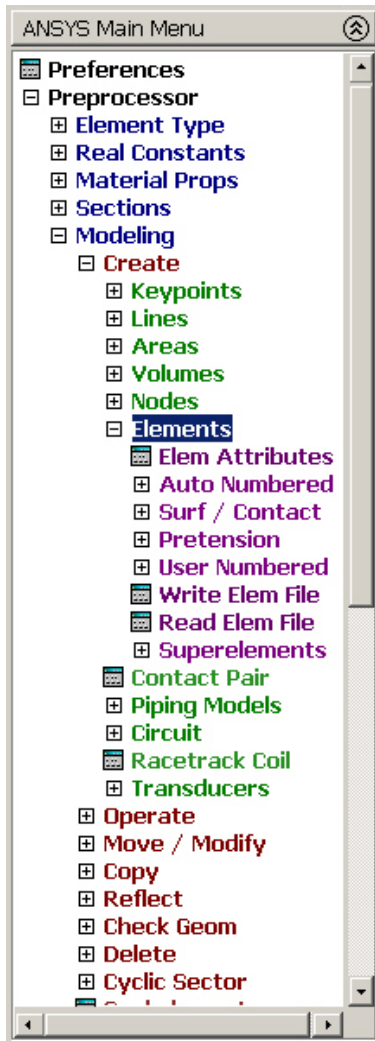 ANSYS Main Menu
Preferences
Preprocessor
Element Type
Real Constants
Material Props
Sections
Modeling
Create
Keypoints
Lines
Areas
Volumes
Nodes
Elements
Elem Attributes
Auto Numbered
Surf / Contact
Pretension
User Numbered
Write Elem File
Read Elem File
Superelements
Contact Pair
Piping Models
Circuit
Racetrack Coil
Transducers
Operate
Move / Modify
Copy
Reflect
Check Geom
Delete
Cyclic Sector